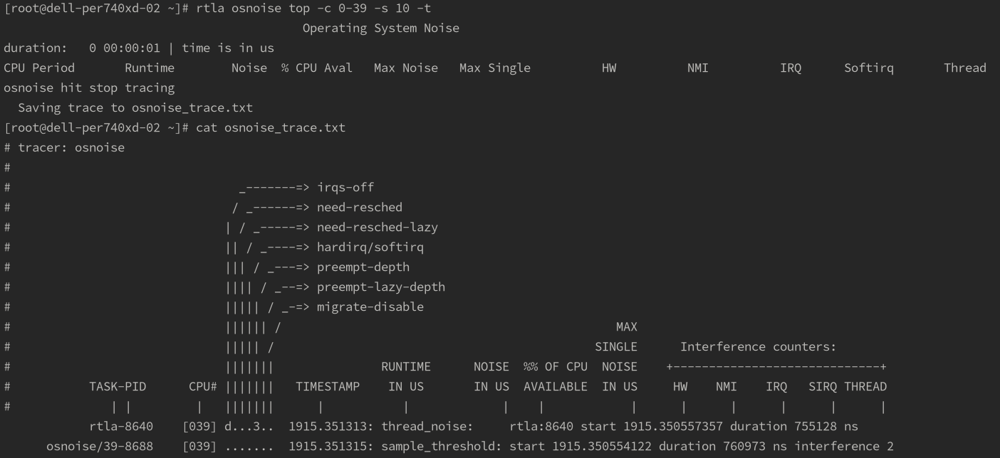 [root@dell-per740xd-02 ~]# rtla osnoise top -c 0-39 -s 10 -t
                                          Operating System Noise
duration:   0 00:00:01 | time is in us
CPU Period       Runtime        Noise  % CPU Aval   Max Noise   Max Single          HW          NMI          IRQ      Softirq       Thread
osnoise hit stop tracing
  Saving trace to osnoise_trace.txt
[root@dell-per740xd-02 ~]# cat osnoise_trace.txt
# tracer: osnoise
#
#                                _-------=> irqs-off
#                               / _------=> need-resched
#                              | / _-----=> need-resched-lazy
#                              || / _----=> hardirq/softirq
#                              ||| / _---=> preempt-depth
#                              |||| / _--=> preempt-lazy-depth
#                              ||||| / _-=> migrate-disable
#                              |||||| /                                               MAX
#                              ||||| /                                             SINGLE      Interference counters:
#                              |||||||               RUNTIME      NOISE  %% OF CPU  NOISE    +-----------------------------+
#           TASK-PID      CPU# |||||||   TIMESTAMP    IN US       IN US  AVAILABLE  IN US     HW    NMI    IRQ   SIRQ THREAD
#              | |         |   |||||||      |           |             |    |            |      |      |      |      |      |
            rtla-8640    [039] d...3..  1915.351313: thread_noise:     rtla:8640 start 1915.350557357 duration 755128 ns
      osnoise/39-8688    [039] .......  1915.351315: sample_threshold: start 1915.350554122 duration 760973 ns interference 2